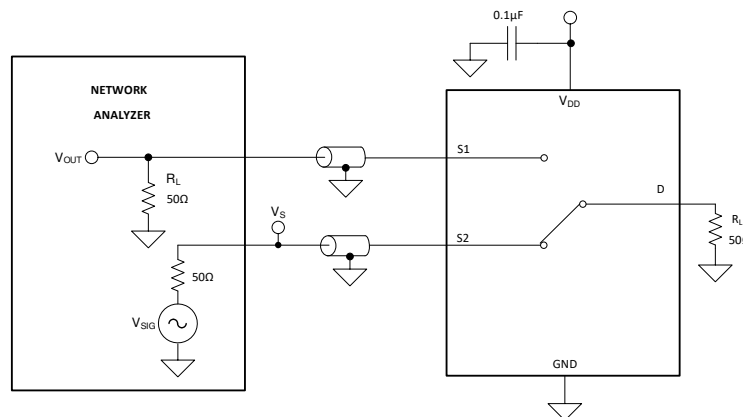 0.1µF
NETWORK
ANALYZER
VDD
VOUT
S1
RL
50Ω
D
VS
S2
RL
50Ω
VSIG
GND